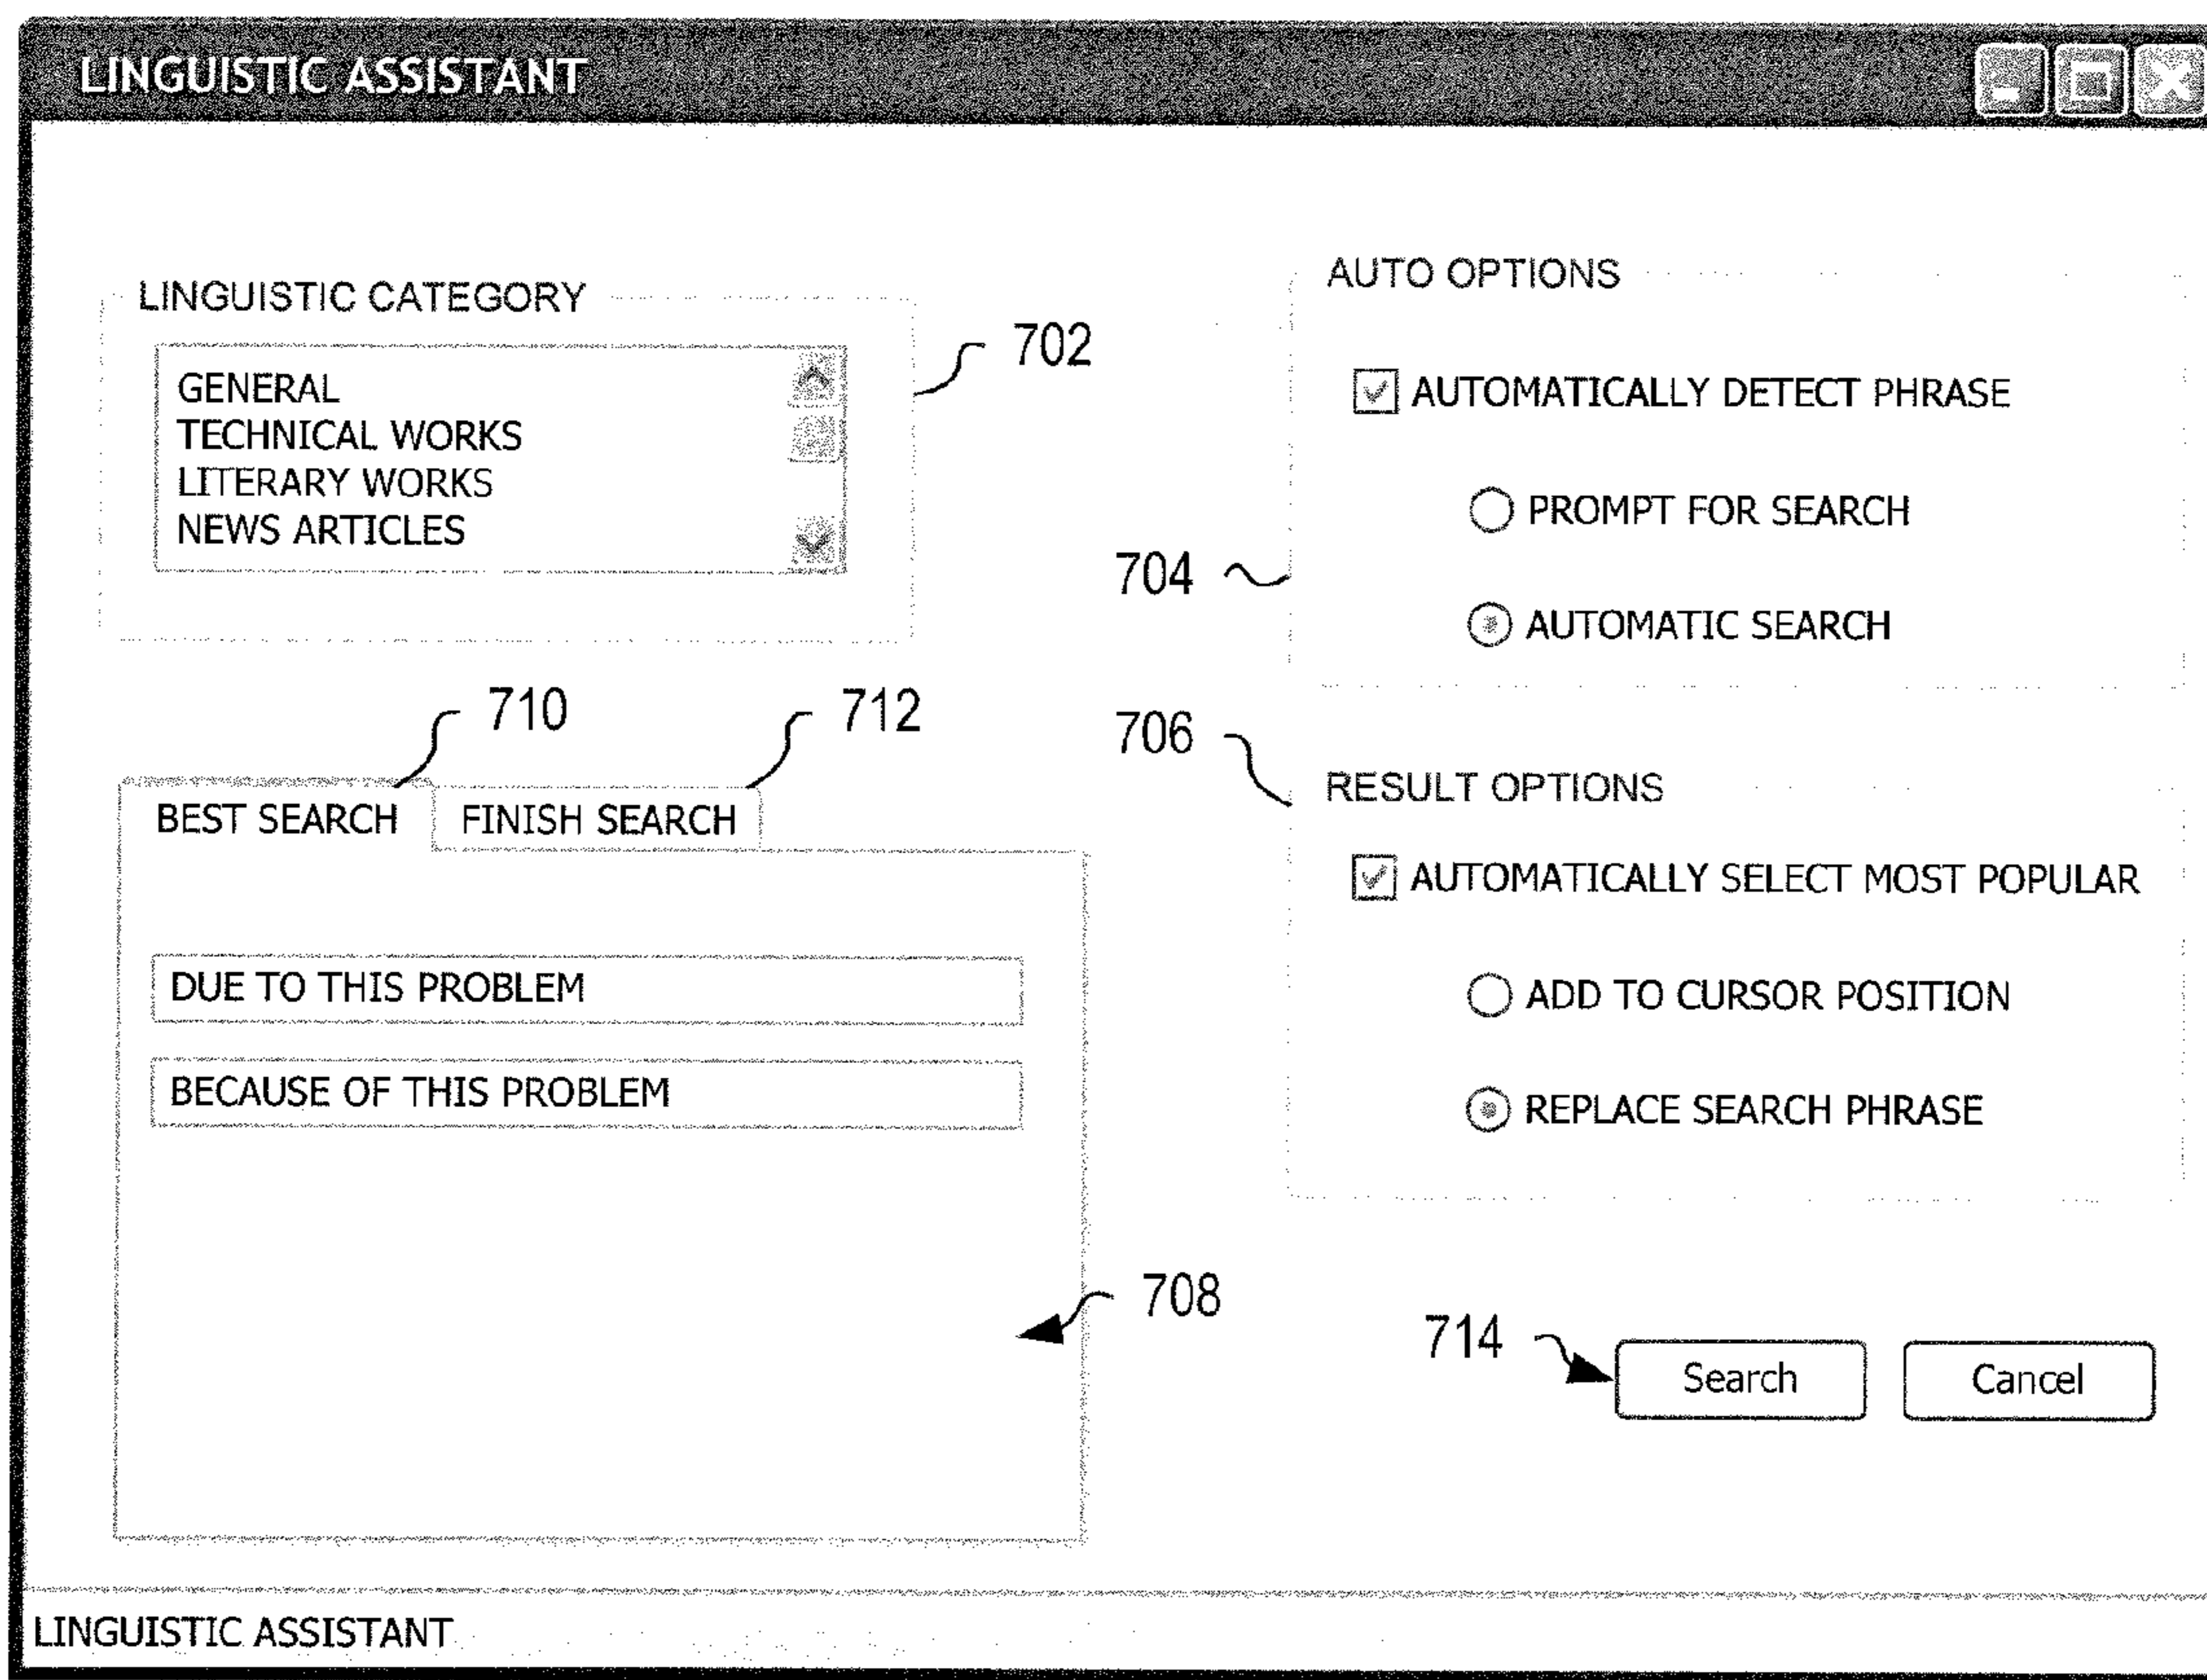 LINGUISTIC ASSISTANT
LINGUISTIC CATEGORY
702
GENERAL
TECHNICAL WORKS
LITERARY WORKS
NEWS ARTICLES
AUTO OPTIONS
AUTOMATICALLY DETECT PHRASE
PROMPT FOR SEARCH
704
AUTOMATIC SEARCH
710
712
BEST SEARCH
FINISH SEARCH
DUE TO THIS PROBLEM
BECAUSE OF THIS PROBLEM
708
706
RESULT OPTIONS
AUTOMATICALLY SELECT MOST POPULAR
ADD TO CURSOR POSITION
REPLACE SEARCH PHRASE
714
Search
Cancel
LINGUISTIC ASSISTANT